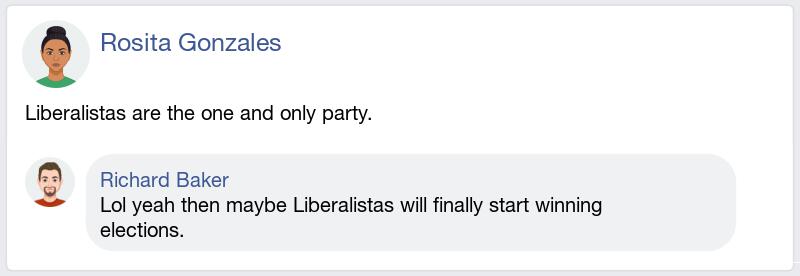 Rosita Gonzales
Liberalistas are the one and only party.
Richard Baker
Lol yeah then maybe Liberalistas will finally start winning
elections.